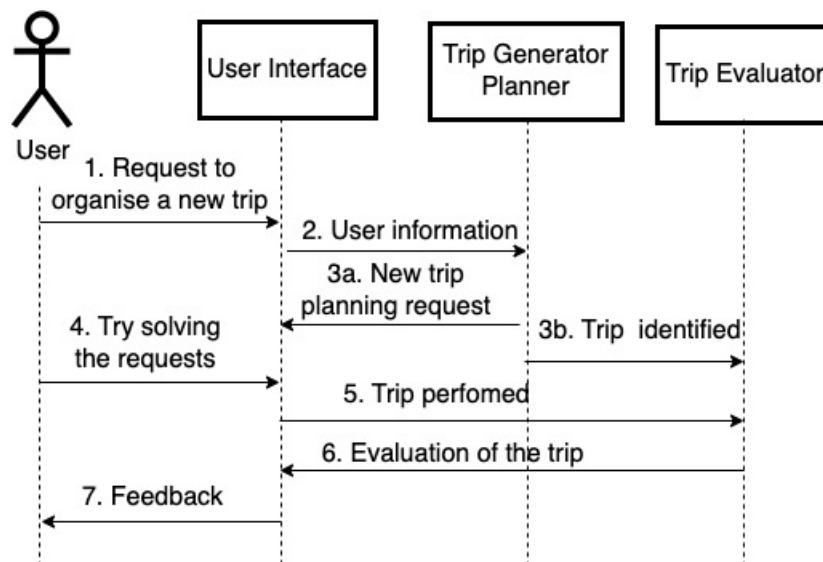 User Interface
Trip Generator
Planner
Trip Evaluator
User
1. Request to
organise a new trip
2. User information
3a. New trip
planning request
4. Try solving
the requests
3b. Trip identified
5. Trip perfomed
6. Evaluation of the trip
7. Feedback